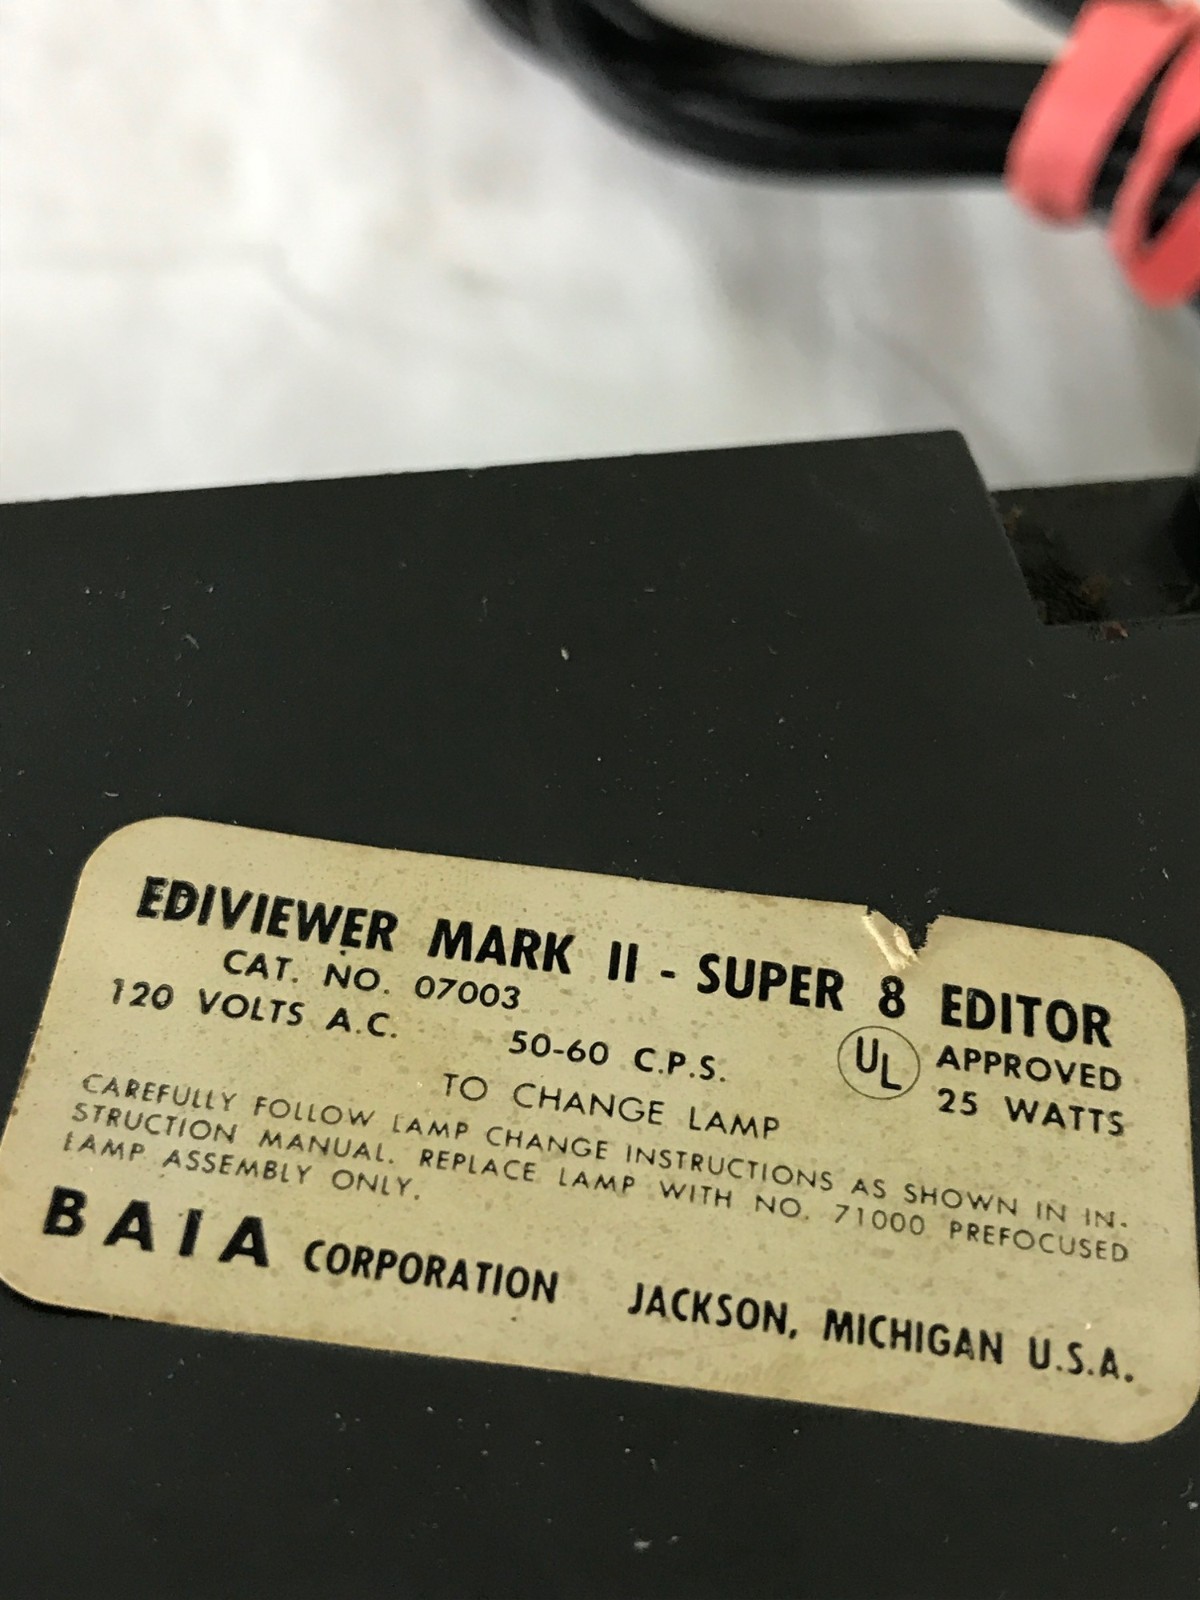 EDIVIEWER MARK II - SUPER 8 EDITOR
CAT. NO. 07003
120 VOLTS A.C. 50-60 C.P.S. UL APPROVED
25 WATTS
TO CHANGE LAMP
CAREFULLY FOLLOW LAMP CHANGE INSTRUCTIONS AS SHOWN IN IN-
STRUCTION MANUAL. REPLACE LAMP WITH NO. 71000 PREFOCUSED
LAMP ASSEMBLY ONLY.
BAIA CORPORATION JACKSON, MICHIGAN U.S.A.